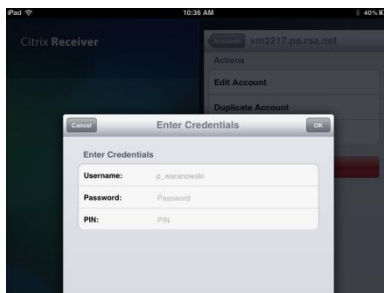 iPad
10:36 AM
40%
Citrix Receiver
vm2217.pe.rsa.net
Actions
Edit Account
Duplicate Account
Cancel
Enter Credentials
OK
Enter Credentials
Username: p_waranowski
Password: Password
PIN: PIN